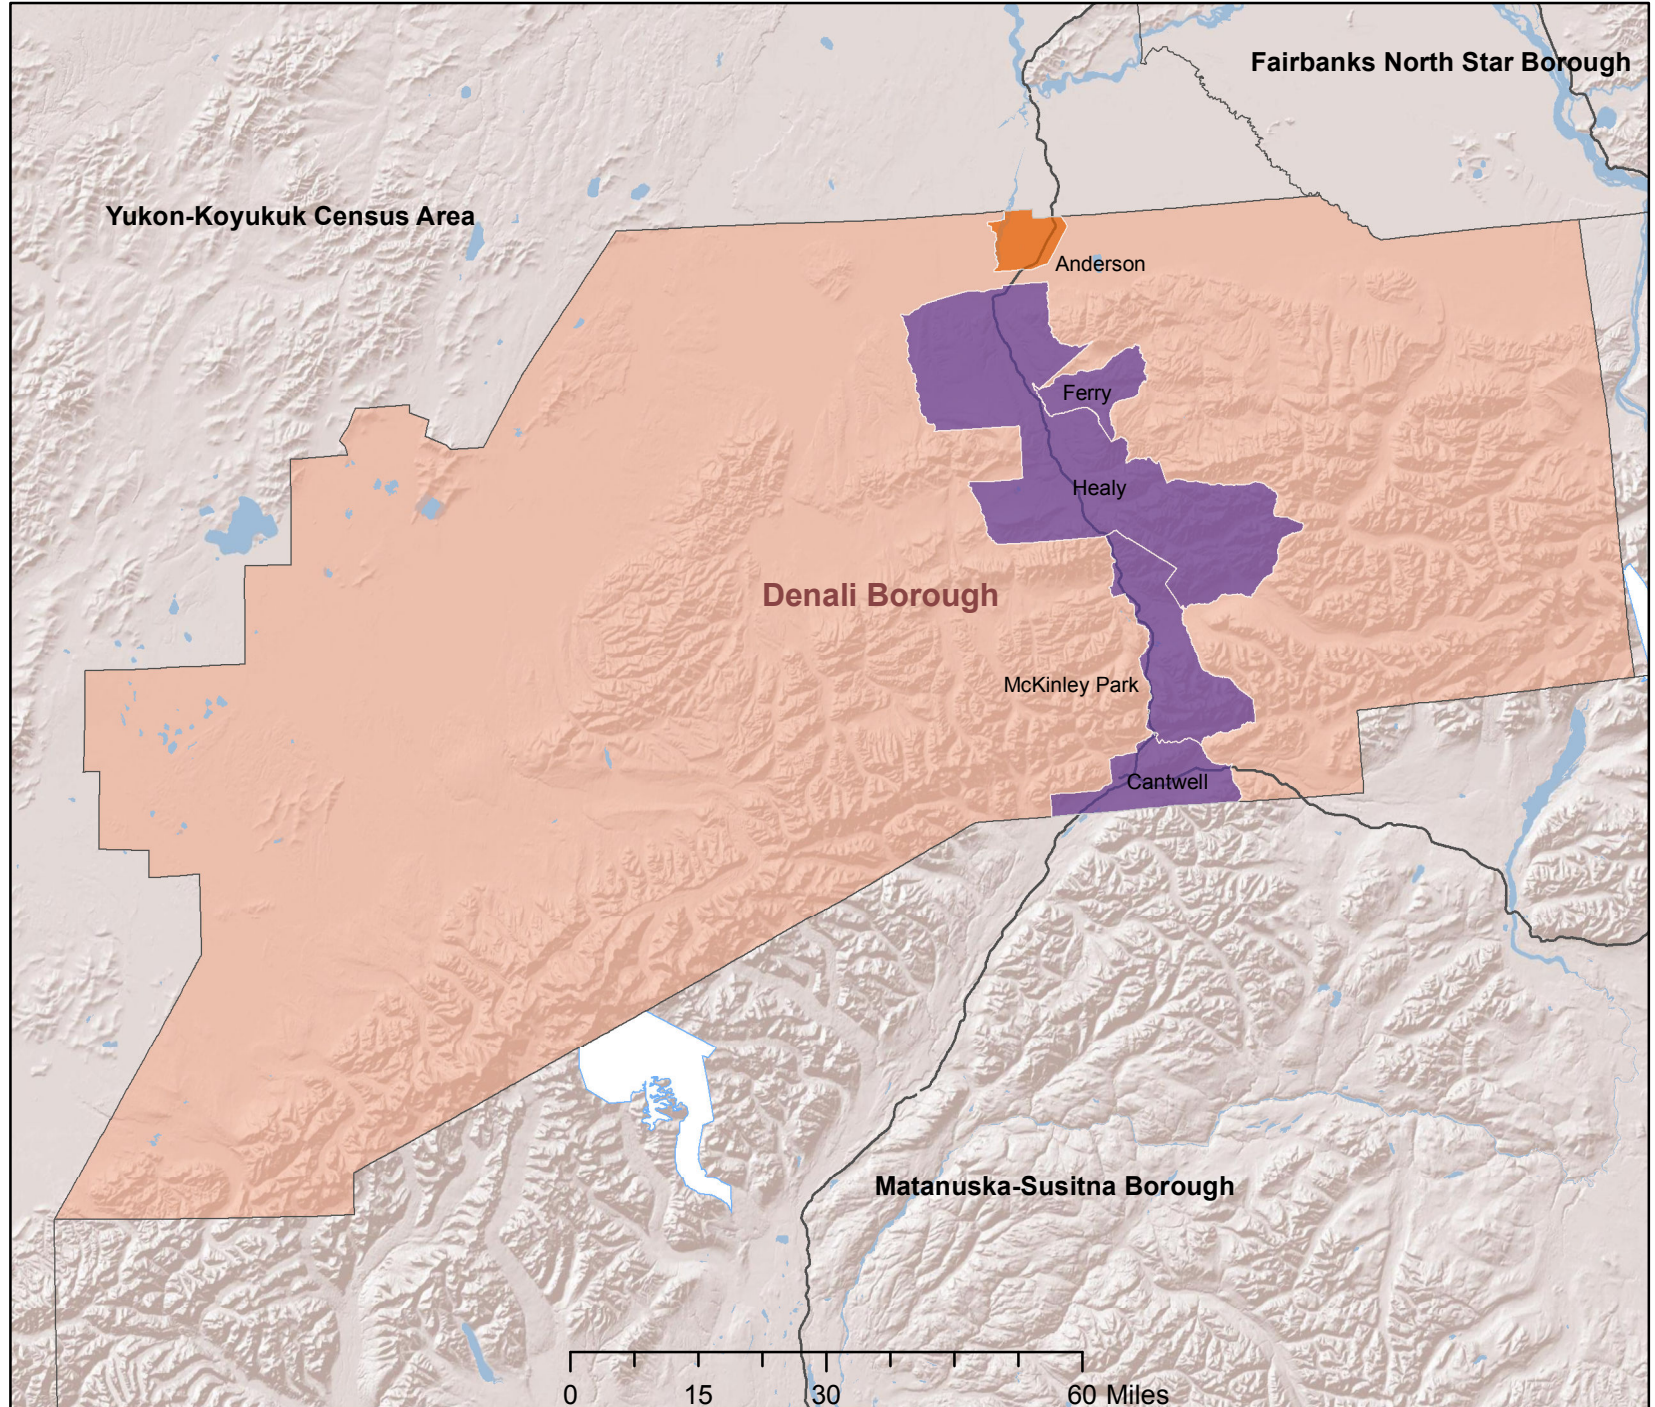 Fairbanks North Star Borough
Yukon-Koyukuk Census Area
Anderson
Ferry
Healy
Denali Borough
McKinley Park
Cantwell
Matanuska-Susitna Borough
0 15 30 60 Miles